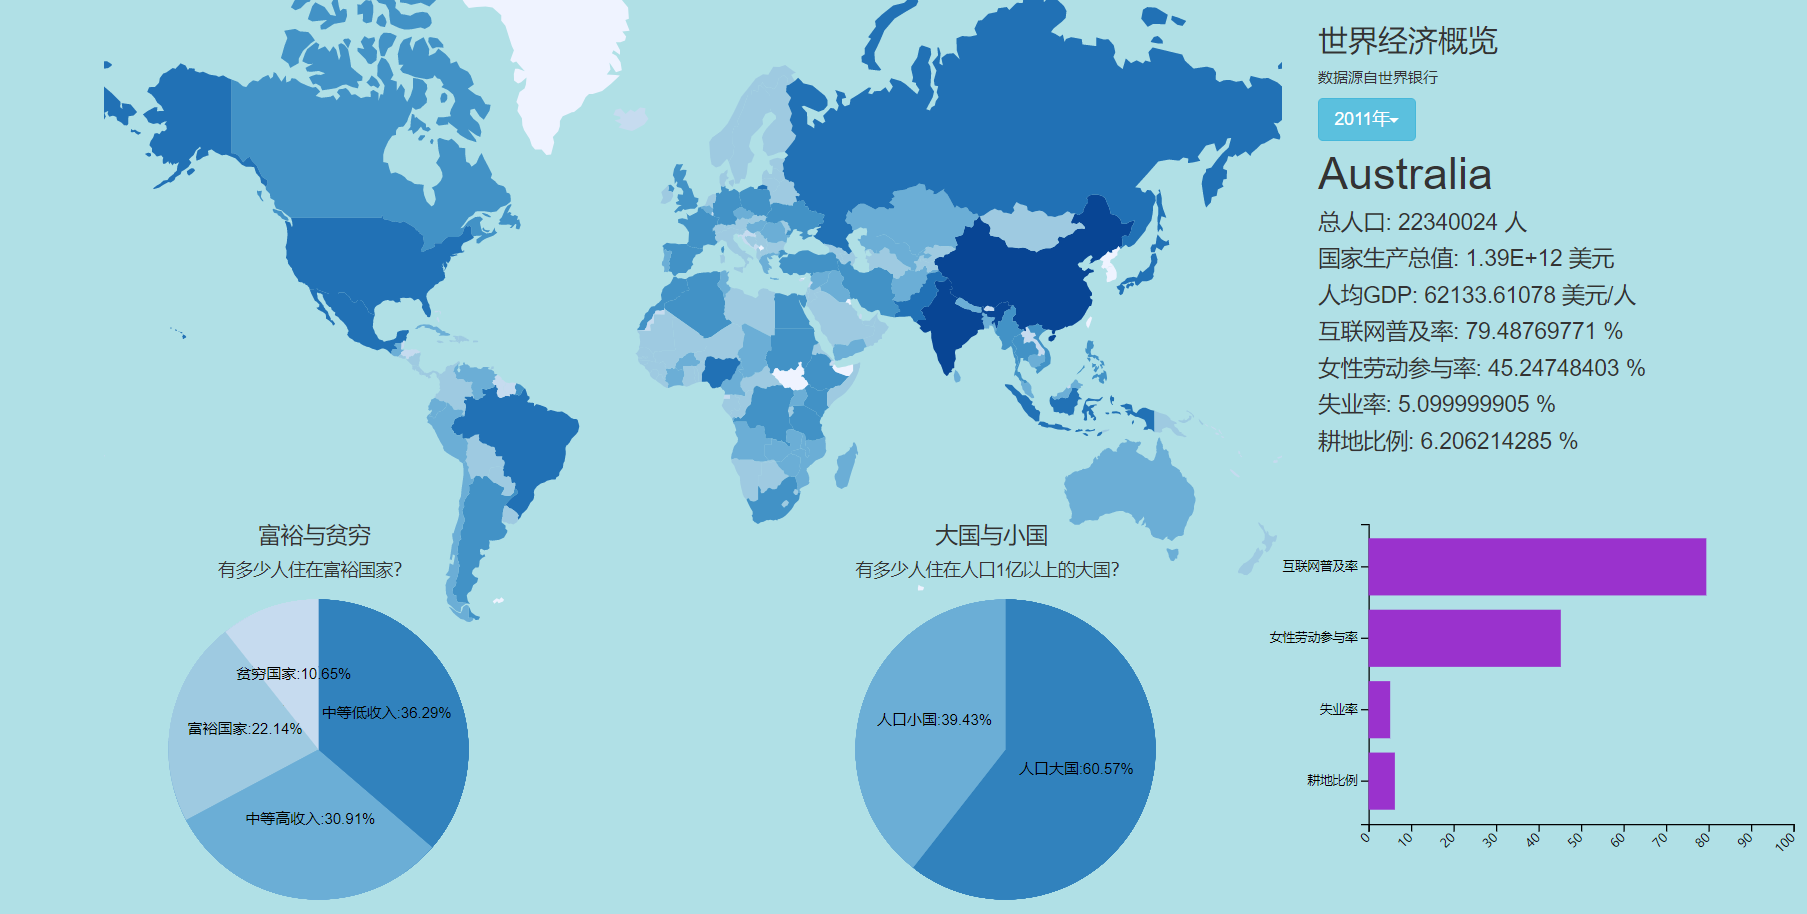 世界经济概览
数据源自世界银行
2011年
Australia
总人口: 22340024 人
国家生产总值: 1.39E+12 美元
人均GDP: 62133.61078 美元/人
互联网普及率: 79.48769771 %
女性劳动参与率: 45.24748403 %
失业率: 5.099999905 %
耕地比例: 6.206214285 %
富裕与贫穷
有多少人住在富裕国家?
贫穷国家:10.65%
中等低收入:36.29%
富裕国家:22.14%
中等高收入:30.91%
大国与小国
有多少人住在人口1亿以上的大国?
人口小国:39.43%
人口大国:60.57%
互联网普及率
女性劳动参与率
失业率
耕地比例
0 10 20 30 40 50 60 70 80 90 100